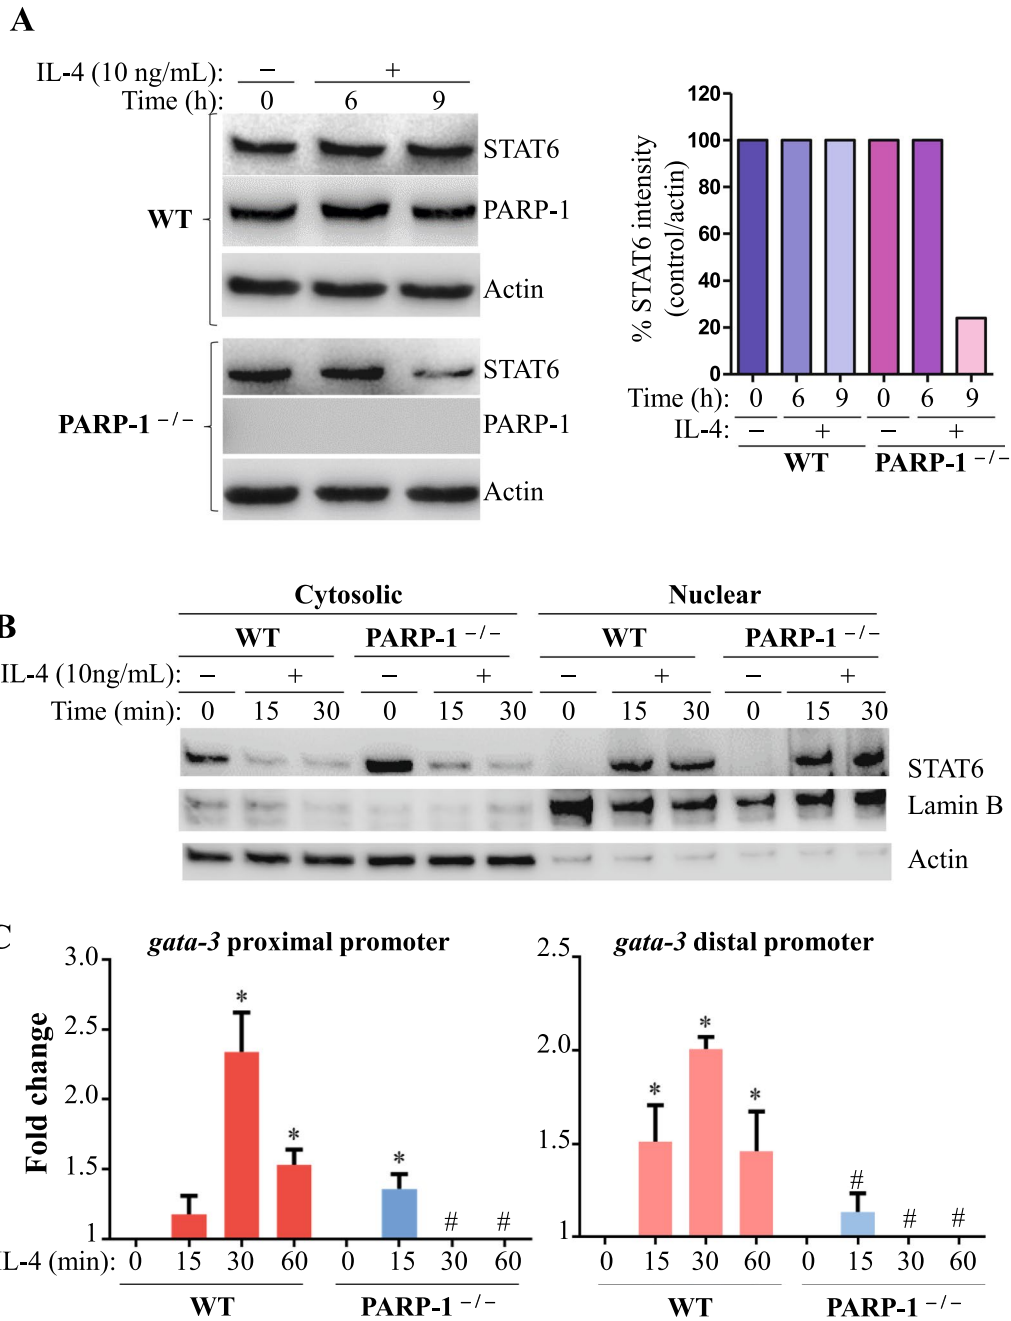 A
IL-4 (10 ng/mL): − +
Time (h): 0 6 9
STAT6
WT PARP-1
Actin
STAT6
PARP-1 −/− PARP-1
Actin
% STAT6 intensity
(control/actin)
120
100
80
60
40
20
0
Time (h): 0 6 9 0 6 9
IL-4: − + − +
WT PARP-1 −/−
B
Cytosolic Nuclear
WT PARP-1 −/− WT PARP-1 −/−
IL-4 (10ng/mL): − + − + − + − +
Time (min): 0 15 30 0 15 30 0 15 30 0 15 30
STAT6
Lamin B
Actin
C
gata-3 proximal promoter
Fold change
3.0
2.5
2.0
1.5
1
* * * # #
IL-4 (min): 0 15 30 60 0 15 30 60
WT PARP-1 −/−
gata-3 distal promoter
2.5
2.0
1.5
1
* * * # # #
0 15 30 60 0 15 30 60
WT PARP-1 −/−